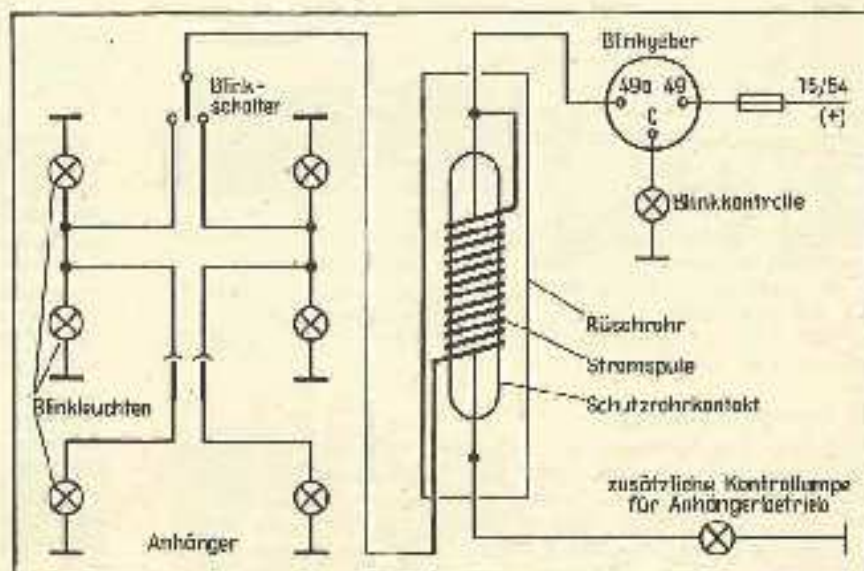 Blinkgeber
Blink-
schalter
49a 49
15/54
(+)
C
Blinkkontrolle
Rüschrohr
Stromspule
Schutzrohrkontakt
Blinkleuchten
zusätzliche Kontrollampe
für Anhängerbetrieb
Anhänger